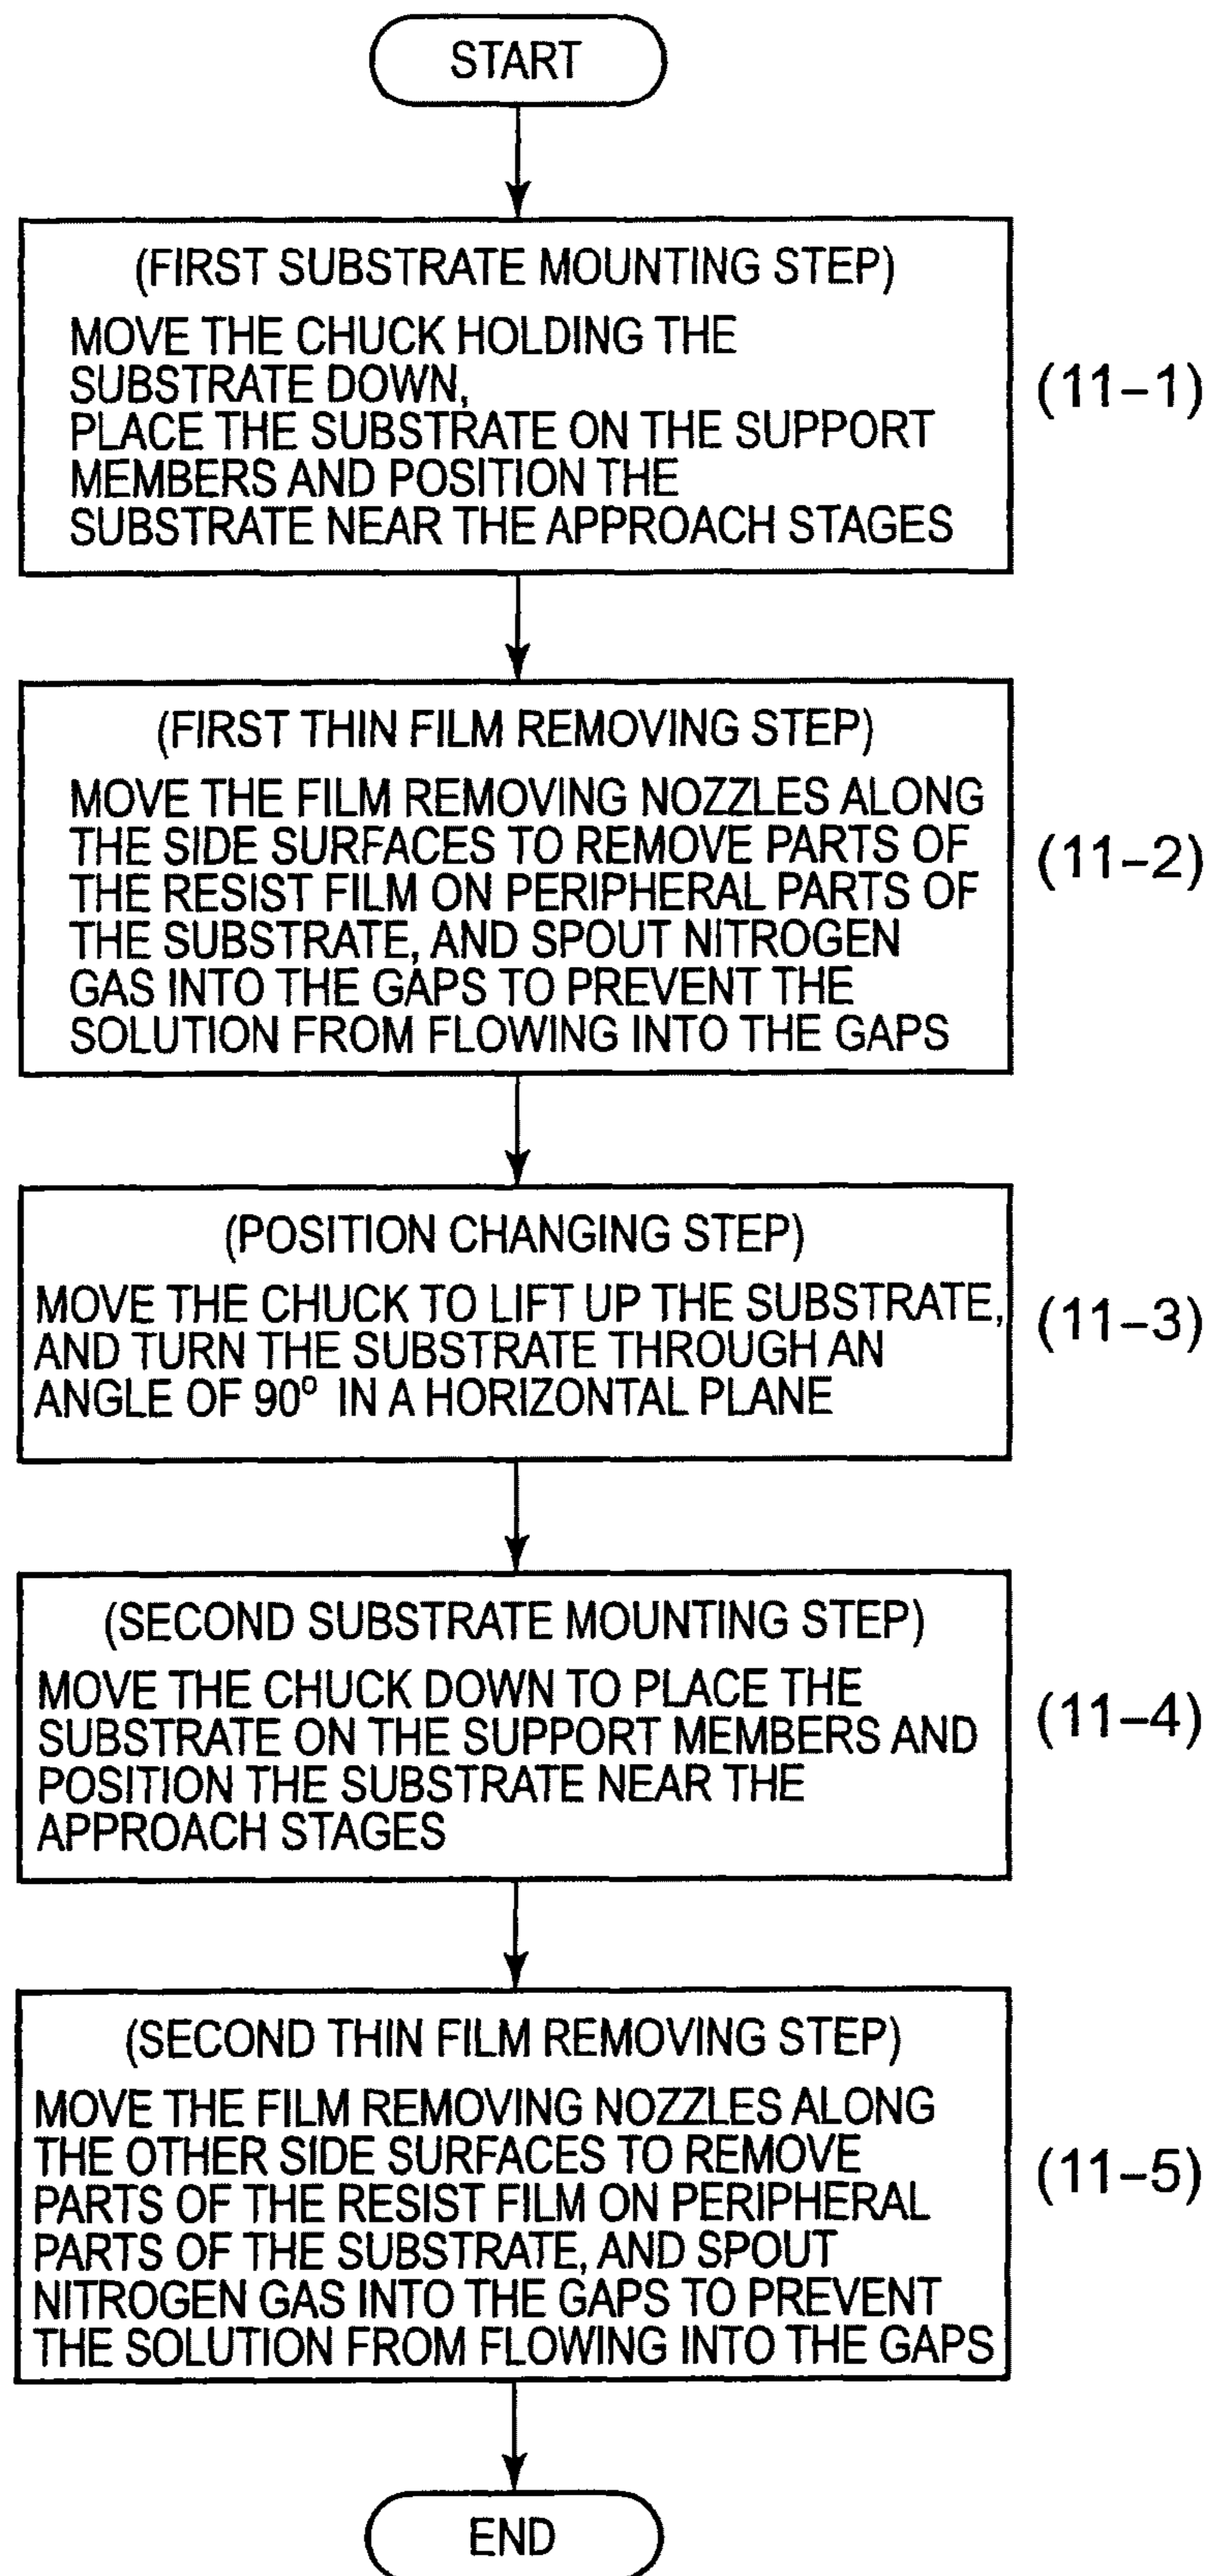 START
(FIRST SUBSTRATE MOUNTING STEP)
MOVE THE CHUCK HOLDING THE
SUBSTRATE DOWN,
PLACE THE SUBSTRATE ON THE SUPPORT
MEMBERS AND POSITION THE
SUBSTRATE NEAR THE APPROACH STAGES
(11-1)
(FIRST THIN FILM REMOVING STEP)
MOVE THE FILM REMOVING NOZZLES ALONG
THE SIDE SURFACES TO REMOVE PARTS OF
THE RESIST FILM ON PERIPHERAL PARTS OF
THE SUBSTRATE, AND SPOUT NITROGEN
GAS INTO THE GAPS TO PREVENT THE
SOLUTION FROM FLOWING INTO THE GAPS
(11-2)
(POSITION CHANGING STEP)
MOVE THE CHUCK TO LIFT UP THE SUBSTRATE,
AND TURN THE SUBSTRATE THROUGH AN
ANGLE OF 90° IN A HORIZONTAL PLANE
(11-3)
(SECOND SUBSTRATE MOUNTING STEP)
MOVE THE CHUCK DOWN TO PLACE THE
SUBSTRATE ON THE SUPPORT MEMBERS AND
POSITION THE SUBSTRATE NEAR THE
APPROACH STAGES
(11-4)
(SECOND THIN FILM REMOVING STEP)
MOVE THE FILM REMOVING NOZZLES ALONG
THE OTHER SIDE SURFACES TO REMOVE
PARTS OF THE RESIST FILM ON PERIPHERAL
PARTS OF THE SUBSTRATE, AND SPOUT
NITROGEN GAS INTO THE GAPS TO PREVENT
THE SOLUTION FROM FLOWING INTO THE GAPS
(11-5)
END